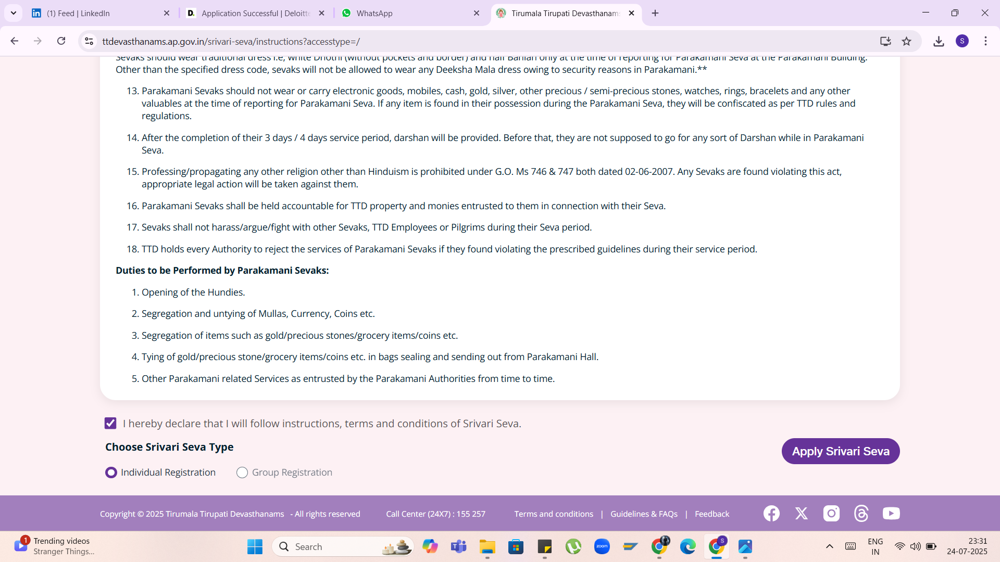 (1) Feed | LinkedIn
Application Successful | Deloitte
WhatsApp
Tirumala Tirupati Devasthanams
ttdevasthanams.ap.gov.in/srivari-seva/instructions?accesstype=/
S
Sevaks should wear traditional dress i.e, white Dhothi (without pockets and border) and half Banian only at the time of reporting for Parakamani Seva at the Parakamani Building.
Other than the specified dress code, sevaks will not be allowed to wear any Deeksha Mala dress owing to security reasons in Parakamani.**
13. Parakamani Sevaks should not wear or carry electronic goods, mobiles, cash, gold, silver, other precious / semi-precious stones, watches, rings, bracelets and any other
valuables at the time of reporting for Parakamani Seva. If any item is found in their possession during the Parakamani Seva, they will be confiscated as per TTD rules and
regulations.
14. After the completion of their 3 days / 4 days service period, darshan will be provided. Before that, they are not supposed to go for any sort of Darshan while in Parakamani
Seva.
15. Professing/propagating any other religion other than Hinduism is prohibited under G.O. Ms 746 & 747 both dated 02-06-2007. Any Sevaks are found violating this act,
appropriate legal action will be taken against them.
16. Parakamani Sevaks shall be held accountable for TTD property and monies entrusted to them in connection with their Seva.
17. Sevaks shall not harass/argue/fight with other Sevaks, TTD Employees or Pilgrims during their Seva period.
18. TTD holds every Authority to reject the services of Parakamani Sevaks if they found violating the prescribed guidelines during their service period.
Duties to be Performed by Parakamani Sevaks:
1. Opening of the Hundies.
2. Segregation and untying of Mullas, Currency, Coins etc.
3. Segregation of items such as gold/precious stones/grocery items/coins etc.
4. Tying of gold/precious stone/grocery items/coins etc. in bags sealing and sending out from Parakamani Hall.
5. Other Parakamani related Services as entrusted by the Parakamani Authorities from time to time.
I hereby declare that I will follow instructions, terms and conditions of Srivari Seva.
Choose Srivari Seva Type
Apply Srivari Seva
Individual Registration
Group Registration
Copyright © 2025 Tirumala Tirupati Devasthanams - All rights reserved
Call Center (24X7) : 155 257
Terms and conditions | Guidelines & FAQs | Feedback
1
Trending videos
Stranger Things...
Search
zoom
S
ENG
IN
23:31
24-07-2025